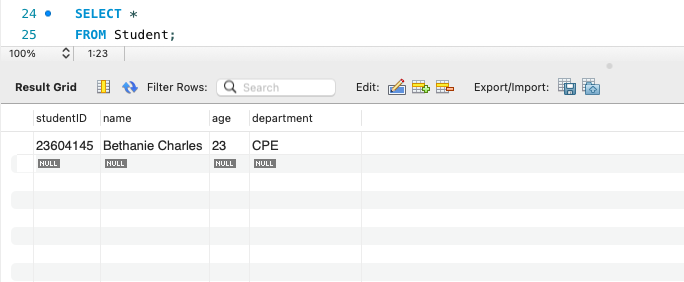 24 SELECT *
25 FROM Student;
100% 1:23
Result Grid Filter Rows: Search Edit: Export/Import:
studentID name age department
23604145 Bethanie Charles 23 CPE
NULL NULL NULL NULL